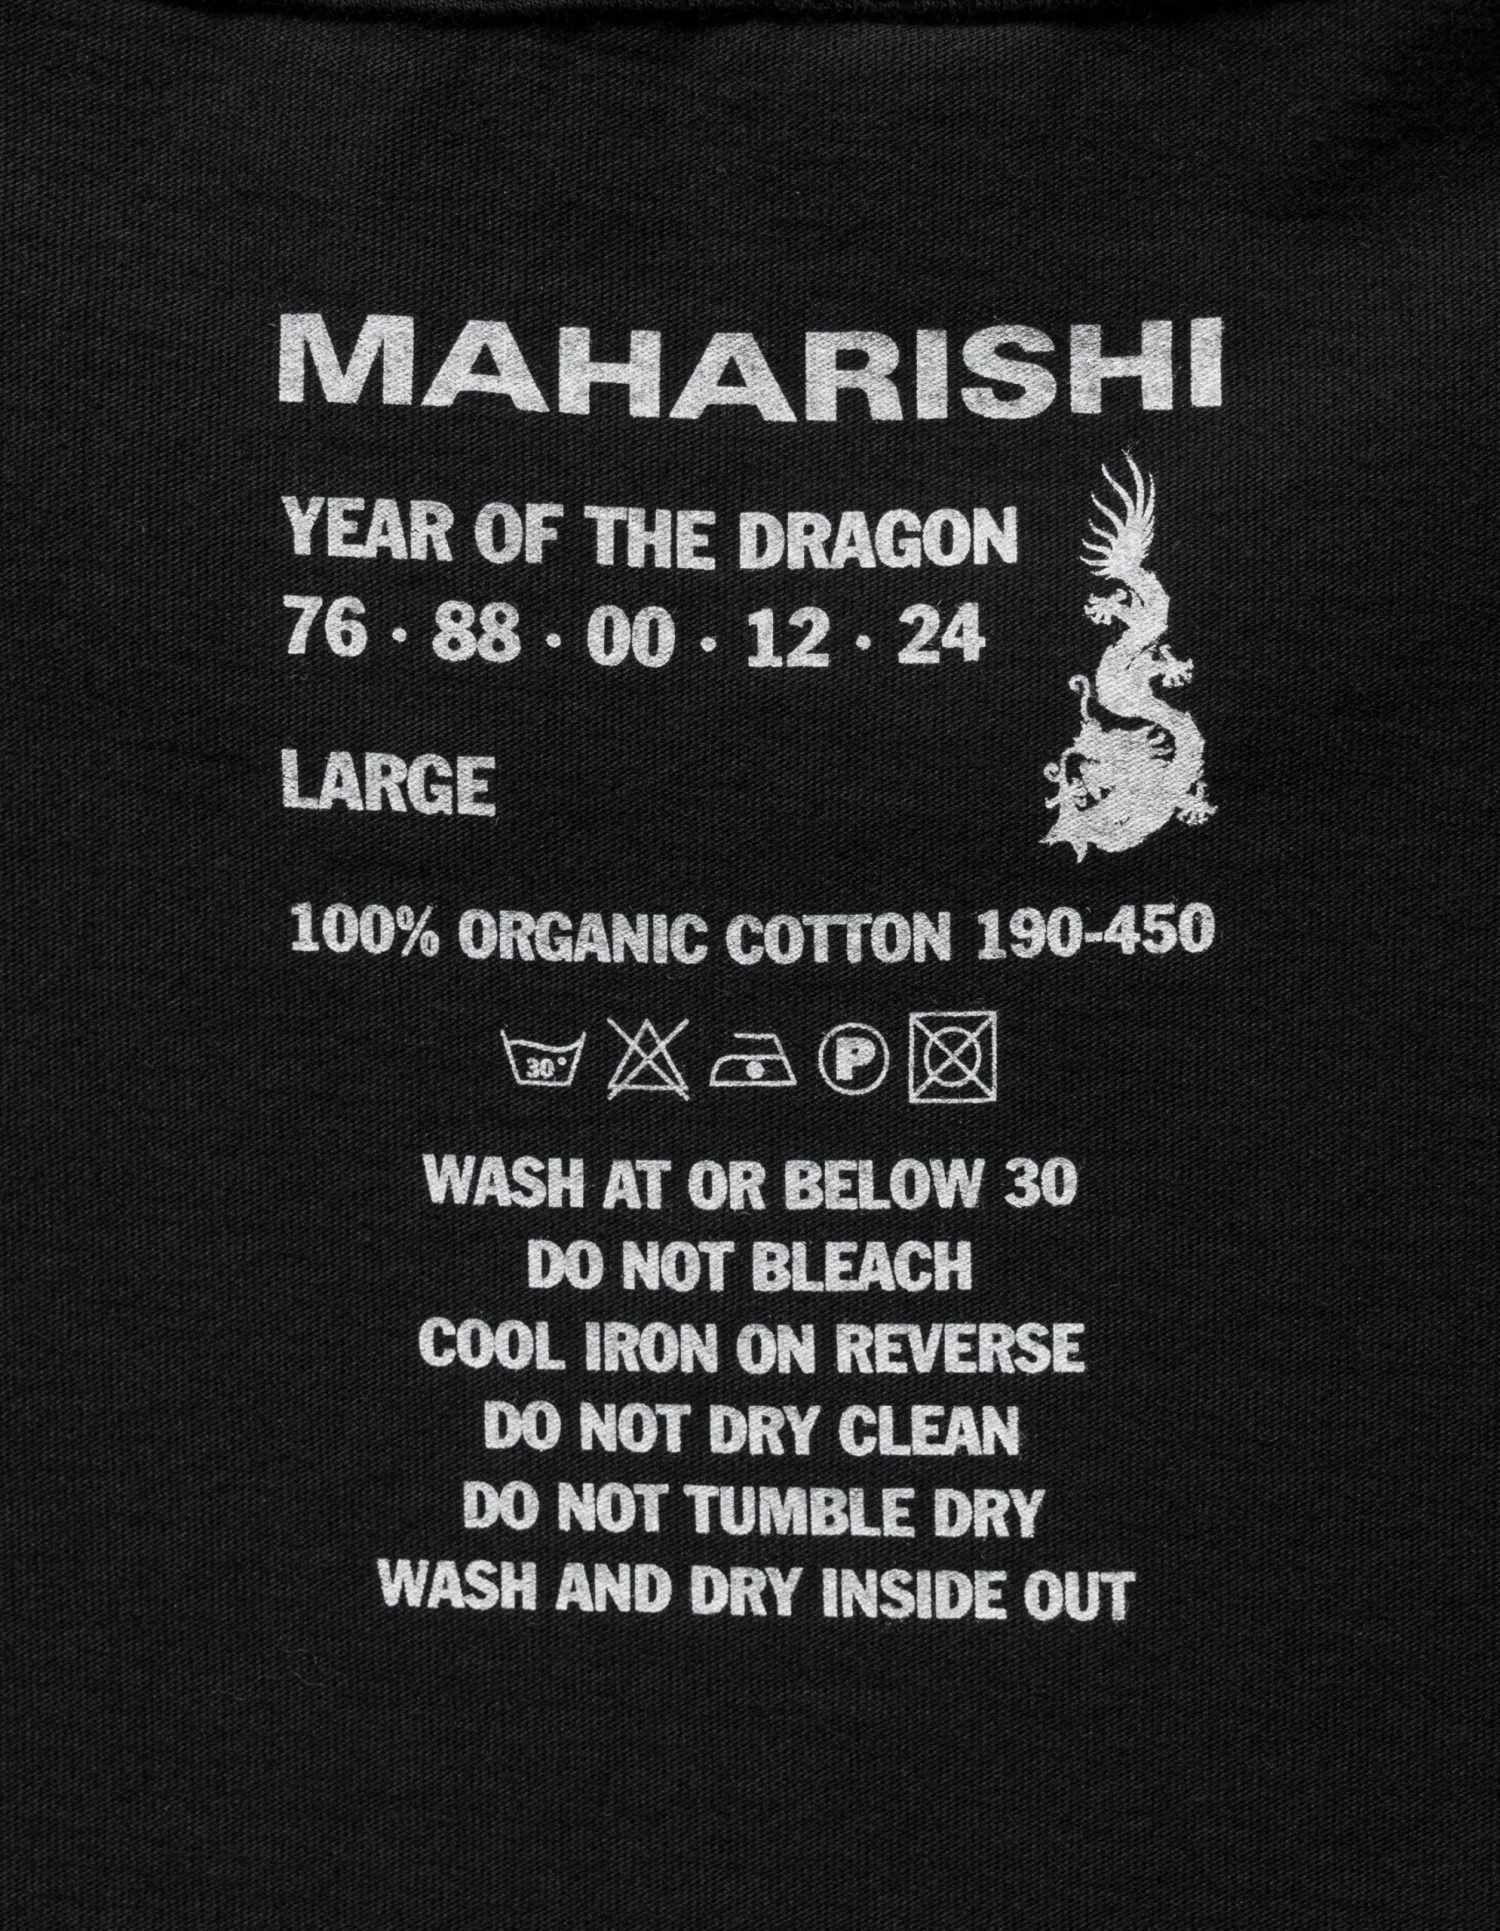 MAHARISHI
YEAR OF THE DRAGON
76 · 88 · 00 · 12 · 24
LARGE
100% ORGANIC COTTON 190-450
30° P
WASH AT OR BELOW 30
DO NOT BLEACH
COOL IRON ON REVERSE
DO NOT DRY CLEAN
DO NOT TUMBLE DRY
WASH AND DRY INSIDE OUT